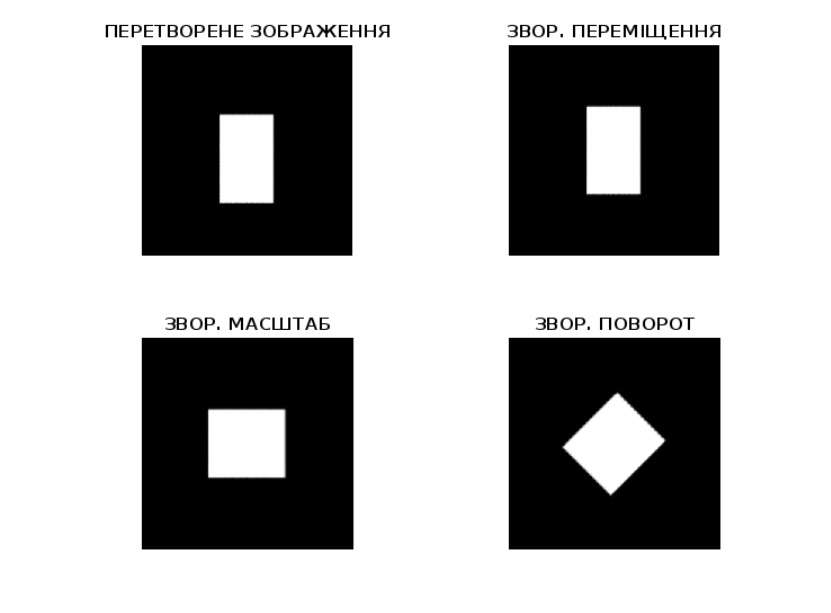 ПЕРЕТВОРЕНЕ ЗОБРАЖЕННЯ
ЗВОР. ПЕРЕМІЩЕННЯ
ЗВОР. МАСШТАБ
ЗВОР. ПОВОРОТ